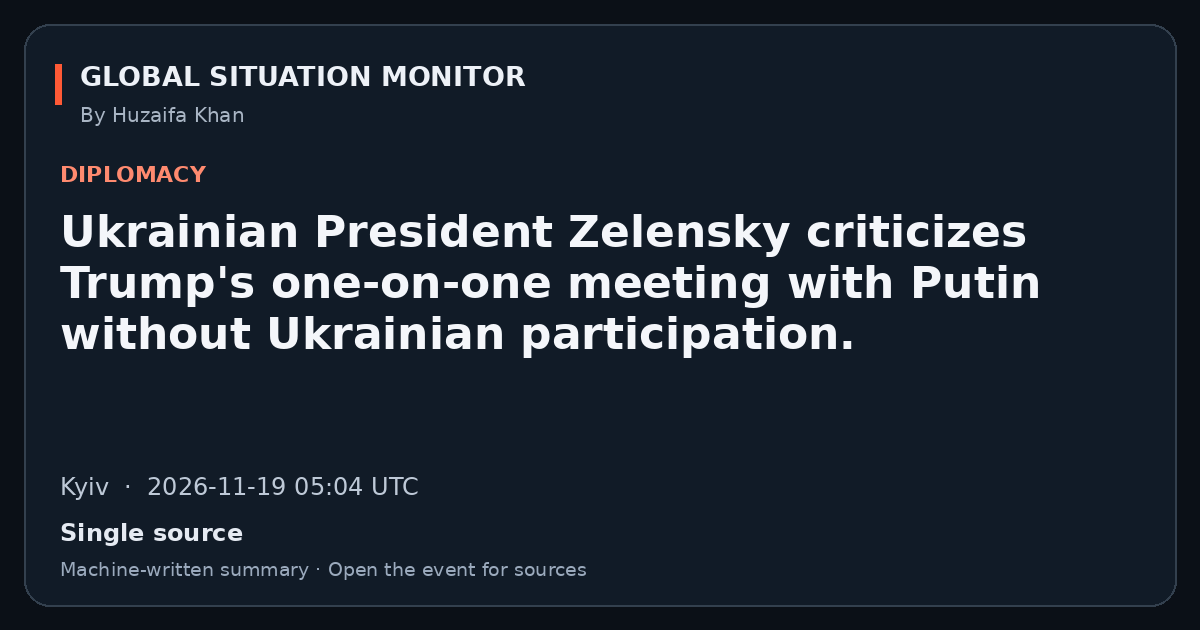 GLOBAL SITUATION MONITOR
By Huzaifa Khan
DIPLOMACY
Ukrainian President Zelensky criticizes
Trump's one-on-one meeting with Putin
without Ukrainian participation.
Kyiv · 2026-11-19 05:04 UTC
Single source
Machine-written summary · Open the event for sources